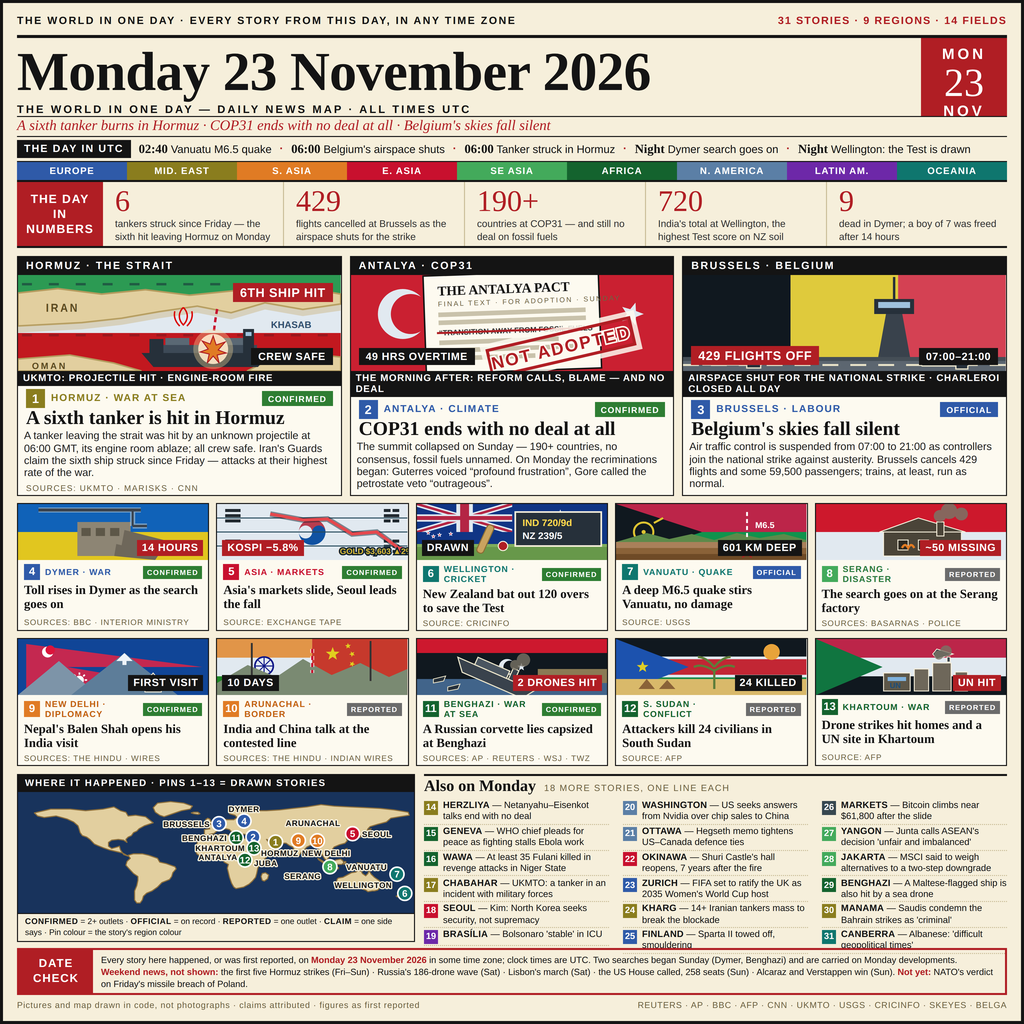 THE WORLD IN ONE DAY · EVERY STORY FROM THIS DAY, IN ANY TIME ZONE
31 STORIES · 9 REGIONS · 14 FIELDS
Monday 23 November 2026
MON
23
NOV
THE WORLD IN ONE DAY — DAILY NEWS MAP · ALL TIMES UTC
A sixth tanker burns in Hormuz · COP31 ends with no deal at all · Belgium's skies fall silent
THE DAY IN UTC
02:40 Vanuatu M6.5 quake · 06:00 Belgium's airspace shuts · 06:00 Tanker struck in Hormuz · Night Dymer search goes on · Night Wellington: the Test is drawn
EUROPE
MID. EAST
S. ASIA
E. ASIA
SE ASIA
AFRICA
N. AMERICA
LATIN AM.
OCEANIA
THE DAY
IN
NUMBERS
6
tankers struck since Friday — the
sixth hit leaving Hormuz on Monday
429
flights cancelled at Brussels as the
airspace shuts for the strike
190+
countries at COP31 — and still no
deal on fossil fuels
720
India's total at Wellington, the
highest Test score on NZ soil
9
dead in Dymer; a boy of 7 was freed
after 14 hours
HORMUZ · THE STRAIT
IRAN
6TH SHIP HIT
KHASAB
OMAN
CREW SAFE
UKMTO: PROJECTILE HIT · ENGINE-ROOM FIRE
1
HORMUZ · WAR AT SEA
CONFIRMED
A sixth tanker is hit in Hormuz
A tanker leaving the strait was hit by an unknown projectile at
06:00 GMT, its engine room ablaze; all crew safe. Iran's Guards
claim the sixth ship struck since Friday — attacks at their highest
rate of the war.
SOURCES: UKMTO · MARISKS · CNN
ANTALYA · COP31
THE ANTALYA PACT
FINAL TEXT · FOR ADOPTION · SUNDAY
"TRANSITION AWAY FROM FOSSIL
NOT ADOPTED
49 HRS OVERTIME
THE MORNING AFTER: REFORM CALLS, BLAME — AND NO
DEAL
2
ANTALYA · CLIMATE
CONFIRMED
COP31 ends with no deal at all
The summit collapsed on Sunday — 190+ countries, no
consensus, fossil fuels unnamed. On Monday the recriminations
began: Guterres voiced “profound frustration”, Gore called the
petrostate veto “outrageous”.
BRUSSELS · BELGIUM
429 FLIGHTS OFF
07:00–21:00
AIRSPACE SHUT FOR THE NATIONAL STRIKE · CHARLEROI
CLOSED ALL DAY
3
BRUSSELS · LABOUR
OFFICIAL
Belgium's skies fall silent
Air traffic control is suspended from 07:00 to 21:00 as controllers
join the national strike against austerity. Brussels cancels 429
flights and some 59,500 passengers; trains, at least, run as
normal.
14 HOURS
4
DYMER · WAR
CONFIRMED
Toll rises in Dymer as the search
goes on
SOURCES: BBC · INTERIOR MINISTRY
KOSPI −5.8%
GOLD $3,603
5
ASIA · MARKETS
CONFIRMED
Asia's markets slide, Seoul leads
the fall
SOURCE: EXCHANGE TAPE
DRAWN
IND 720/9d
NZ 239/5
6
WELLINGTON ·
CRICKET
CONFIRMED
New Zealand bat out 120 overs
to save the Test
SOURCE: CRICINFO
M6.5
601 KM DEEP
7
VANUATU · QUAKE
OFFICIAL
A deep M6.5 quake stirs
Vanuatu, no damage
SOURCE: USGS
~50 MISSING
8
SERANG ·
DISASTER
REPORTED
The search goes on at the Serang
factory
SOURCES: BASARNAS · POLICE
FIRST VISIT
9
NEW DELHI ·
DIPLOMACY
CONFIRMED
Nepal's Balen Shah opens his
India visit
SOURCES: THE HINDU · WIRES
10 DAYS
10
ARUNACHAL ·
BORDER
REPORTED
India and China talk at the
contested line
SOURCES: THE HINDU · INDIAN WIRES
2 DRONES HIT
11
BENGHAZI · WAR
AT SEA
CONFIRMED
A Russian corvette lies capsized
at Benghazi
SOURCES: AP · REUTERS · WSJ · TWZ
24 KILLED
12
S. SUDAN ·
CONFLICT
REPORTED
Attackers kill 24 civilians in
South Sudan
SOURCE: AFP
UN
UN HIT
13
KHARTOUM · WAR
REPORTED
Drone strikes hit homes and a
UN site in Khartoum
SOURCE: AFP
WHERE IT HAPPENED · PINS 1–13 = DRAWN STORIES
DYMER
BRUSSELS 3 4
ARUNACHAL
BENGHAZI 11 2 1 9 10 5 SEOUL
KHARTOUM 13
HORMUZ NEW DELHI
ANTALYA 12 JUBA
SERANG 8 VANUATU 7
WELLINGTON 6
CONFIRMED = 2+ outlets · OFFICIAL = on record · REPORTED = one outlet · CLAIM = one side
says · Pin colour = the story's region colour
Also on Monday
18 MORE STORIES, ONE LINE EACH
14 HERZLIYA — Netanyahu–Eisenkot
talks end with no deal
15 GENEVA — WHO chief pleads for
peace as fighting stalls Ebola work
16 WAWA — At least 35 Fulani killed in
revenge attacks in Niger State
17 CHABAHAR — UKMTO: a tanker in an
incident with military forces
18 SEOUL — Kim: North Korea seeks
security, not supremacy
19 BRASÍLIA — Bolsonaro 'stable' in ICU
20 WASHINGTON — US seeks answers
from Nvidia over chip sales to China
21 OTTAWA — Hegseth memo tightens
US–Canada defence ties
22 OKINAWA — Shuri Castle's hall
reopens, 7 years after the fire
23 ZURICH — FIFA set to ratify the UK as
2035 Women's World Cup host
24 KHARG — 14+ Iranian tankers mass to
break the blockade
25 FINLAND — Sparta II towed off,
smouldering
26 MARKETS — Bitcoin climbs near
$61,800 after the slide
27 YANGON — Junta calls ASEAN's
decision 'unfair and imbalanced'
28 JAKARTA — MSCI said to weigh
alternatives to a two-step downgrade
29 BENGHAZI — A Maltese-flagged ship is
also hit by a sea drone
30 MANAMA — Saudis condemn the
Bahrain strikes as 'criminal'
31 CANBERRA — Albanese: 'difficult
geopolitical times'
DATE
CHECK
Every story here happened, or was first reported, on Monday 23 November 2026 in some time zone; clock times are UTC. Two searches began Sunday (Dymer, Benghazi) and are carried on Monday developments.
Weekend news, not shown: the first five Hormuz strikes (Fri–Sun) · Russia's 186-drone wave (Sat) · Lisbon's march (Sat) · the US House called, 258 seats (Sun) · Alcaraz and Verstappen win (Sun). Not yet: NATO's verdict
on Friday's missile breach of Poland.
Pictures and map drawn in code, not photographs · claims attributed · figures as first reported
REUTERS · AP · BBC · AFP · CNN · UKMTO · USGS · CRICINFO · SKEYES · BELGA